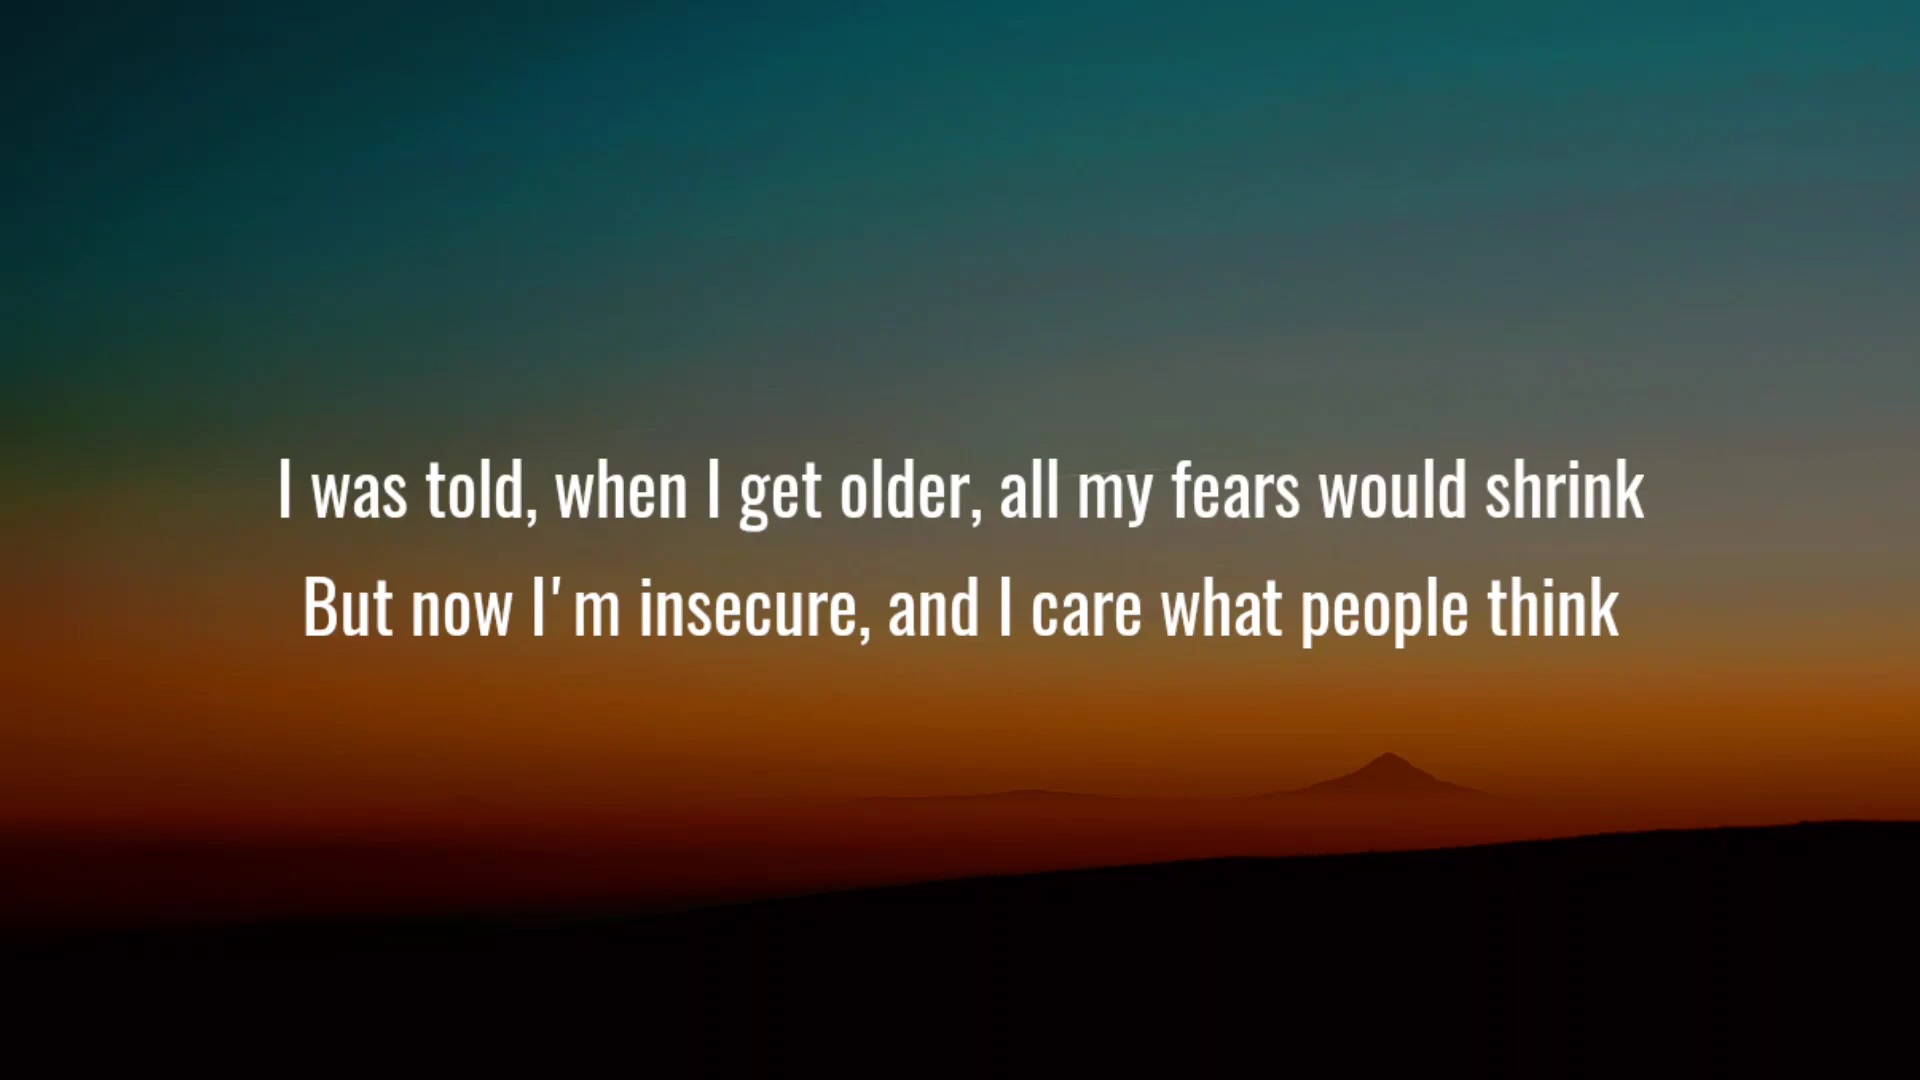 I was told, when I get older, all my fears would shrink
But now I'm insecure, and I care what people think